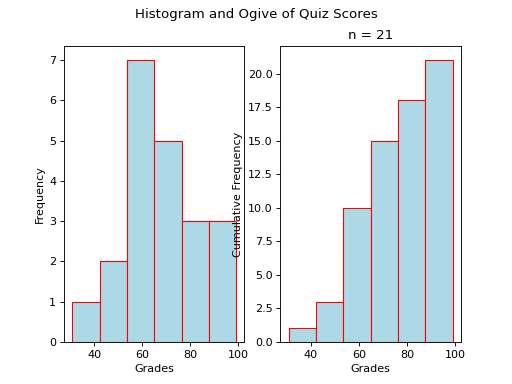 Histogram and Ogive of Quiz Scores
n = 21
7
6
5
4
3
2
1
0
Frequency
40 60 80 100
Grades
20.0
17.5
15.0
12.5
10.0
7.5
5.0
2.5
0.0
Cumulative Frequency
40 60 80 100
Grades